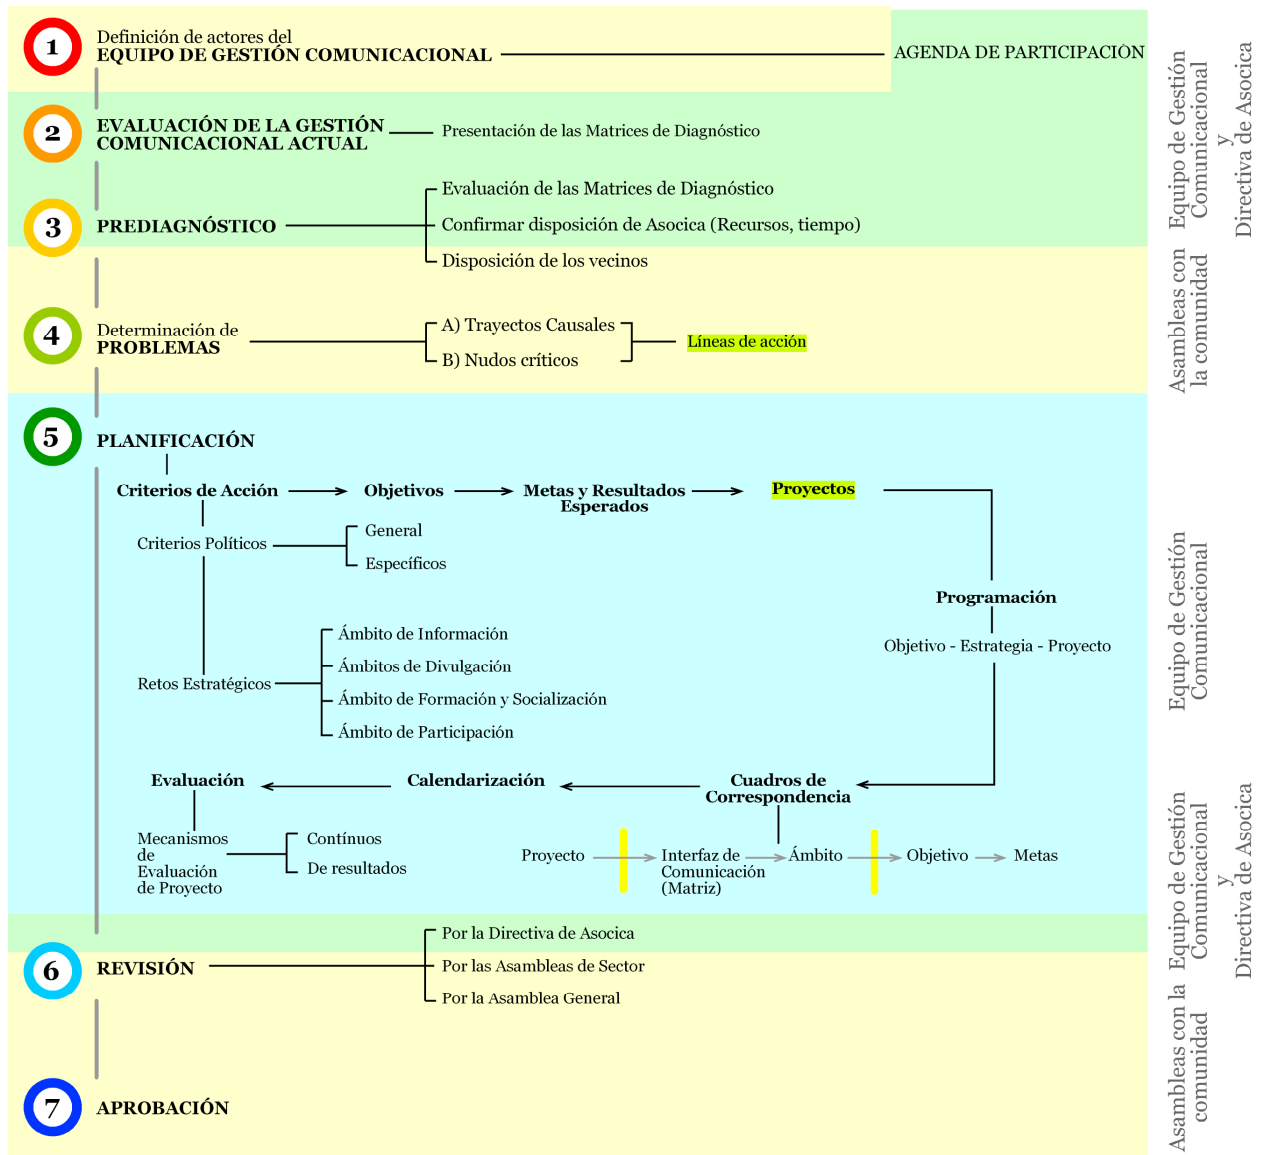 1
Definición de actores del
EQUIPO DE GESTIÓN COMUNICACIONAL
AGENDA DE PARTICIPACIÓN
2
EVALUACIÓN DE LA GESTIÓN
COMUNICACIONAL ACTUAL
Presentación de las Matrices de Diagnóstico
3
PREDIAGNÓSTICO
Evaluación de las Matrices de Diagnóstico
Confirmar disposición de Asocica (Recursos, tiempo)
Disposición de los vecinos
4
Determinación de
PROBLEMAS
A) Trayectos Causales
B) Nudos críticos
Líneas de acción
5
PLANIFICACIÓN
Criterios de Acción
Objetivos
Metas y Resultados
Esperados
Proyectos
Criterios Políticos
General
Específicos
Programación
Objetivo - Estrategia - Proyecto
Retos Estratégicos
Ámbito de Información
Ámbitos de Divulgación
Ámbito de Formación y Socialización
Ámbito de Participación
Evaluación
Calendarización
Cuadros de
Correspondencia
Mecanismos
de
Evaluación
de Proyecto
Contínuos
De resultados
Proyecto
Interfaz de
Comunicación
(Matriz)
Ámbito
Objetivo
Metas
6
REVISIÓN
Por la Directiva de Asocica
Por las Asambleas de Sector
Por la Asamblea General
7
APROBACIÓN
Equipo de Gestión
Comunicacional
y
Directiva de Asocica
Asambleas con
la comunidad
Equipo de Gestión
Comunicacional
Equipo de Gestión
Comunicacional
y
Directiva de Asocica
Asambleas con la
comunidad